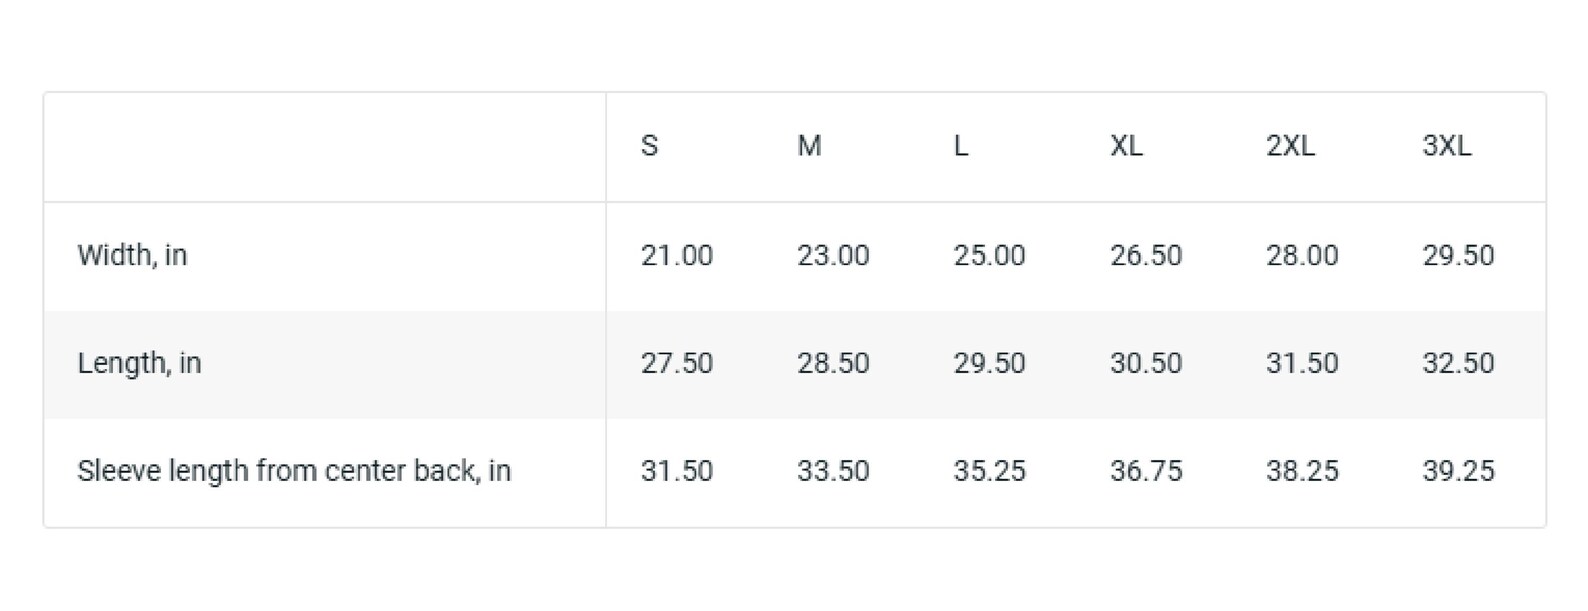 S M L XL 2XL 3XL
Width, in 21.00 23.00 25.00 26.50 28.00 29.50
Length, in 27.50 28.50 29.50 30.50 31.50 32.50
Sleeve length from center back, in 31.50 33.50 35.25 36.75 38.25 39.25